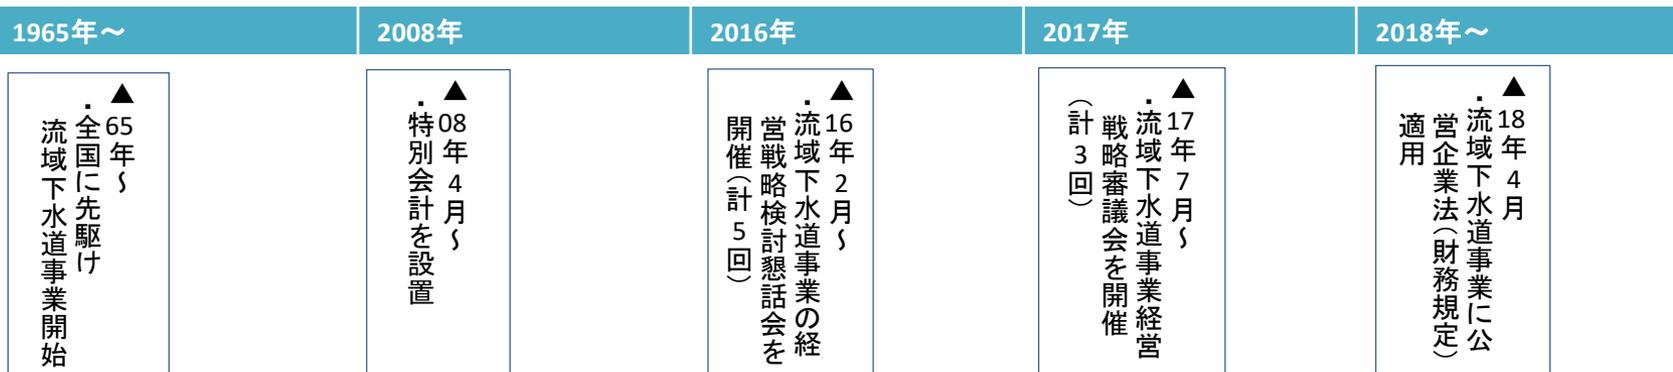 1965年～
2008年
2016年
2017年
2018年～
▲65年～
・全国に先駆け
流域下水道事業開始
▲08年4月～
・特別会計を設置
▲16年2月～
・流域下水道事業の経
営戦略検討懇話会を
開催（計5回）
▲17年7月～
・流域下水道事業経営
戦略審議会を開催
（計3回）
▲18年4月
・流域下水道事業に公
営企業法（財務規定）
適用